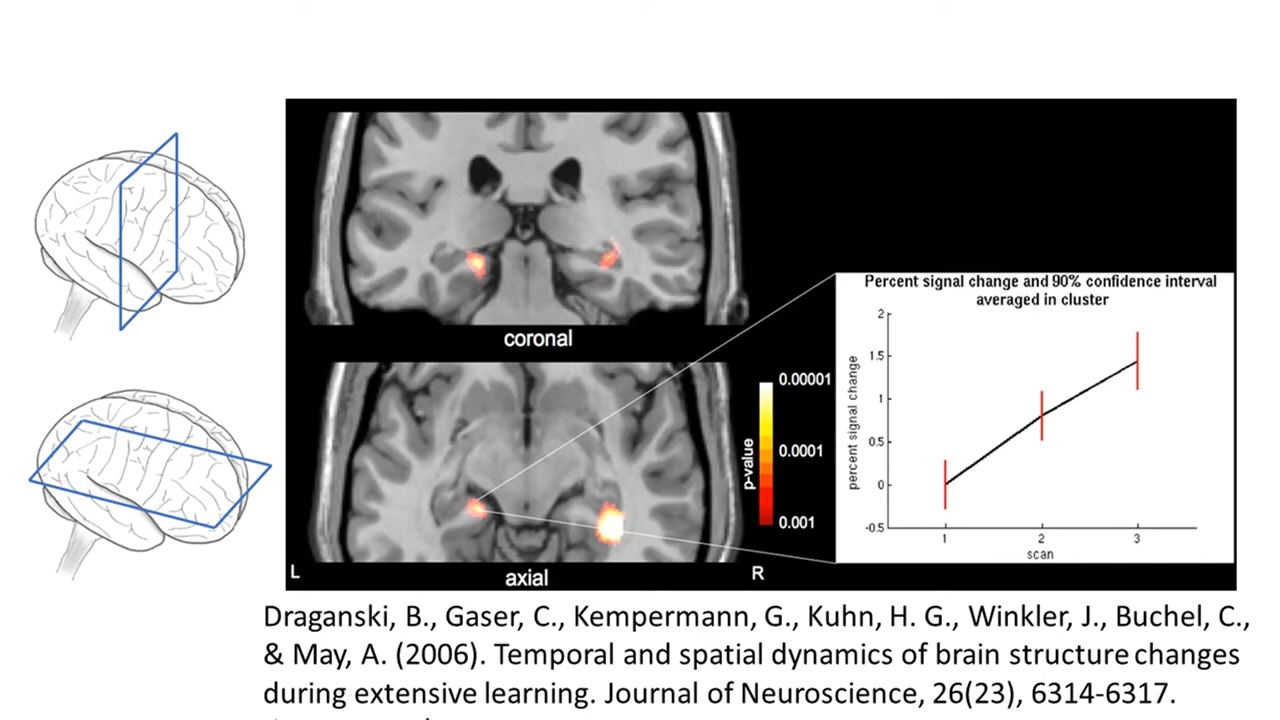 coronal
Percent signal change and 90% confidence interval
averaged in cluster
2
1.5
1
0.5
0
-0.5
percent signal change
1 2 3
scan
p-value
0.00001
0.0001
0.001
L
axial
R
Draganski, B., Gaser, C., Kempermann, G., Kuhn, H. G., Winkler, J., Buchel, C.,
& May, A. (2006). Temporal and spatial dynamics of brain structure changes
during extensive learning. Journal of Neuroscience, 26(23), 6314-6317.